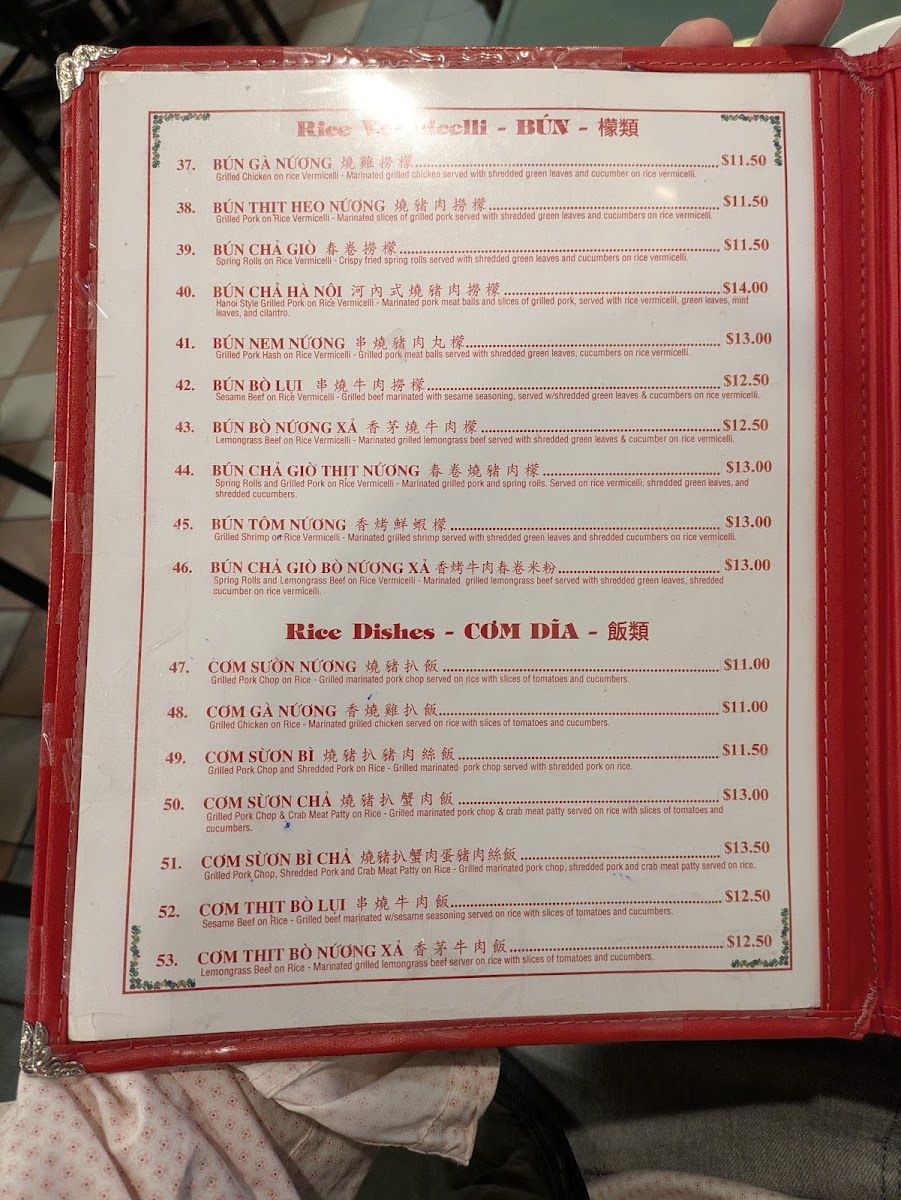 Rice Vermicelli - BÚN - 檬類
37. BÚN GÀ NƯƠNG 燒雞撈檬 $11.50
Grilled Chicken on rice Vermicelli - Marinated grilled chicken served with shredded green leaves and cucumber on rice vermicelli.
38. BÚN THIT HEO NƯƠNG 燒豬肉撈檬 $11.50
Grilled Pork on Rice Vermicelli - Marinated slices of grilled pork served with shredded green leaves and cucumbers on rice vermicelli.
39. BÚN CHẢ GIÒ 春卷撈檬 $11.50
Spring Rolls on Rice Vermicelli - Crispy fried spring rolls served with shredded green leaves and cucumbers on rice vermicelli.
40. BÚN CHẢ HÀ NÔI 河內式燒豬肉撈檬 $14.00
Hanoi Style Grilled Pork on Rice Vermicelli - Marinated pork meat balls and slices of grilled pork, served with rice vermicelli, green leaves, mint
leaves, and cilantro.
41. BÚN NEM NƯỚNG 串燒豬肉丸檬 $13.00
Grilled Pork Hash on Rice Vermicelli - Grilled pork meat balls served with shredded green leaves, cucumbers on rice vermicelli.
42. BÚN BÒ LỤI 串燒牛肉撈檬 $12.50
Sesame Beef on Rice Vermicelli - Grilled beef marinated with sesame seasoning, served w/shredded green leaves & cucumbers on rice vermicelli.
43. BÚN BÒ NƯỚNG XẢ 香茅燒牛肉檬 $12.50
Lemongrass Beef on Rice Vermicelli - Marinated grilled lemongrass beef served with shredded green leaves & cucumber on rice vermicelli.
44. BÚN CHẢ GIÒ THIT NƯỚNG 春卷燒豬肉檬 $13.00
Spring Rolls and Grilled Pork on Rice Vermicelli - Marinated grilled pork and spring rolls. Served on rice vermicelli, shredded green leaves, and
shredded cucumbers.
45. BÚN TÔM NƯỚNG 香烤鮮蝦檬 $13.00
Grilled Shrimp on Rice Vermicelli - Marinated grilled shrimp served with shredded green leaves and shredded cucumbers on rice vermicelli.
46. BÚN CHẢ GIÒ BÒ NƯỚNG XẢ 香烤牛肉春卷米粉 $13.00
Spring Rolls and Lemongrass Beef on Rice Vermicelli - Marinated grilled lemongrass beef served with shredded green leaves, shredded
cucumber on rice vermicelli.
Rice Dishes - CƠM DĨA - 飯類
47. CƠM SƯỜN NƯỚNG 燒豬扒飯 $11.00
Grilled Pork Chop on Rice - Grilled marinated pork chop served on rice with slices of tomatoes and cucumbers.
48. CƠM GÀ NƯỚNG 香燒雞扒飯 $11.00
Grilled Chicken on Rice - Marinated grilled chicken served on rice with slices of tomatoes and cucumbers.
49. CƠM SỪƠN BÌ 燒豬扒豬肉絲飯 $11.50
Grilled Pork Chop and Shredded Pork on Rice - Grilled marinated pork chop served with shredded pork on rice.
50. CƠM SỪƠN CHẢ 燒豬扒蟹肉飯 $13.00
Grilled Pork Chop & Crab Meat Patty on Rice - Grilled marinated pork chop & crab meat patty served on rice with slices of tomatoes and
cucumbers.
51. CƠM SỪƠN BÌ CHẢ 燒豬扒蟹肉蛋豬肉絲飯 $13.50
Grilled Pork Chop, Shredded Pork and Crab Meat Patty on Rice - Grilled marinated pork chop, shredded pork and crab meat patty served on rice.
52. CƠM THIT BÒ LỤI 串燒牛肉飯 $12.50
Sesame Beef on Rice - Grilled beef marinated w/sesame seasoning served on rice with slices of tomatoes and cucumbers.
53. CƠM THIT BÒ NƯỚNG XẢ 香茅牛肉飯 $12.50
Lemongrass Beef on Rice - Marinated grilled lemongrass beef server on rice with slices of tomatoes and cucumbers.